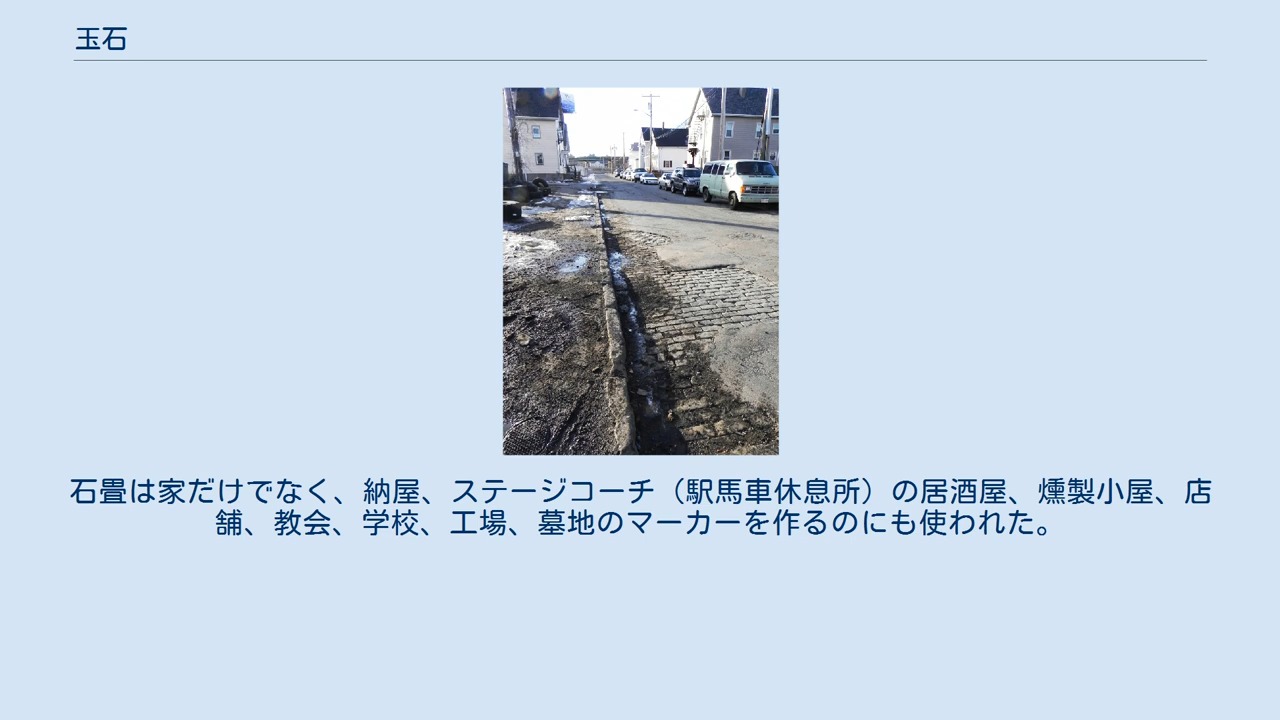 玉石
石畳は家だけでなく、納屋、ステージコーチ（駅馬車休息所）の居酒屋、燻製小屋、店
舗、教会、学校、工場、墓地のマーカーを作るのにも使われた。